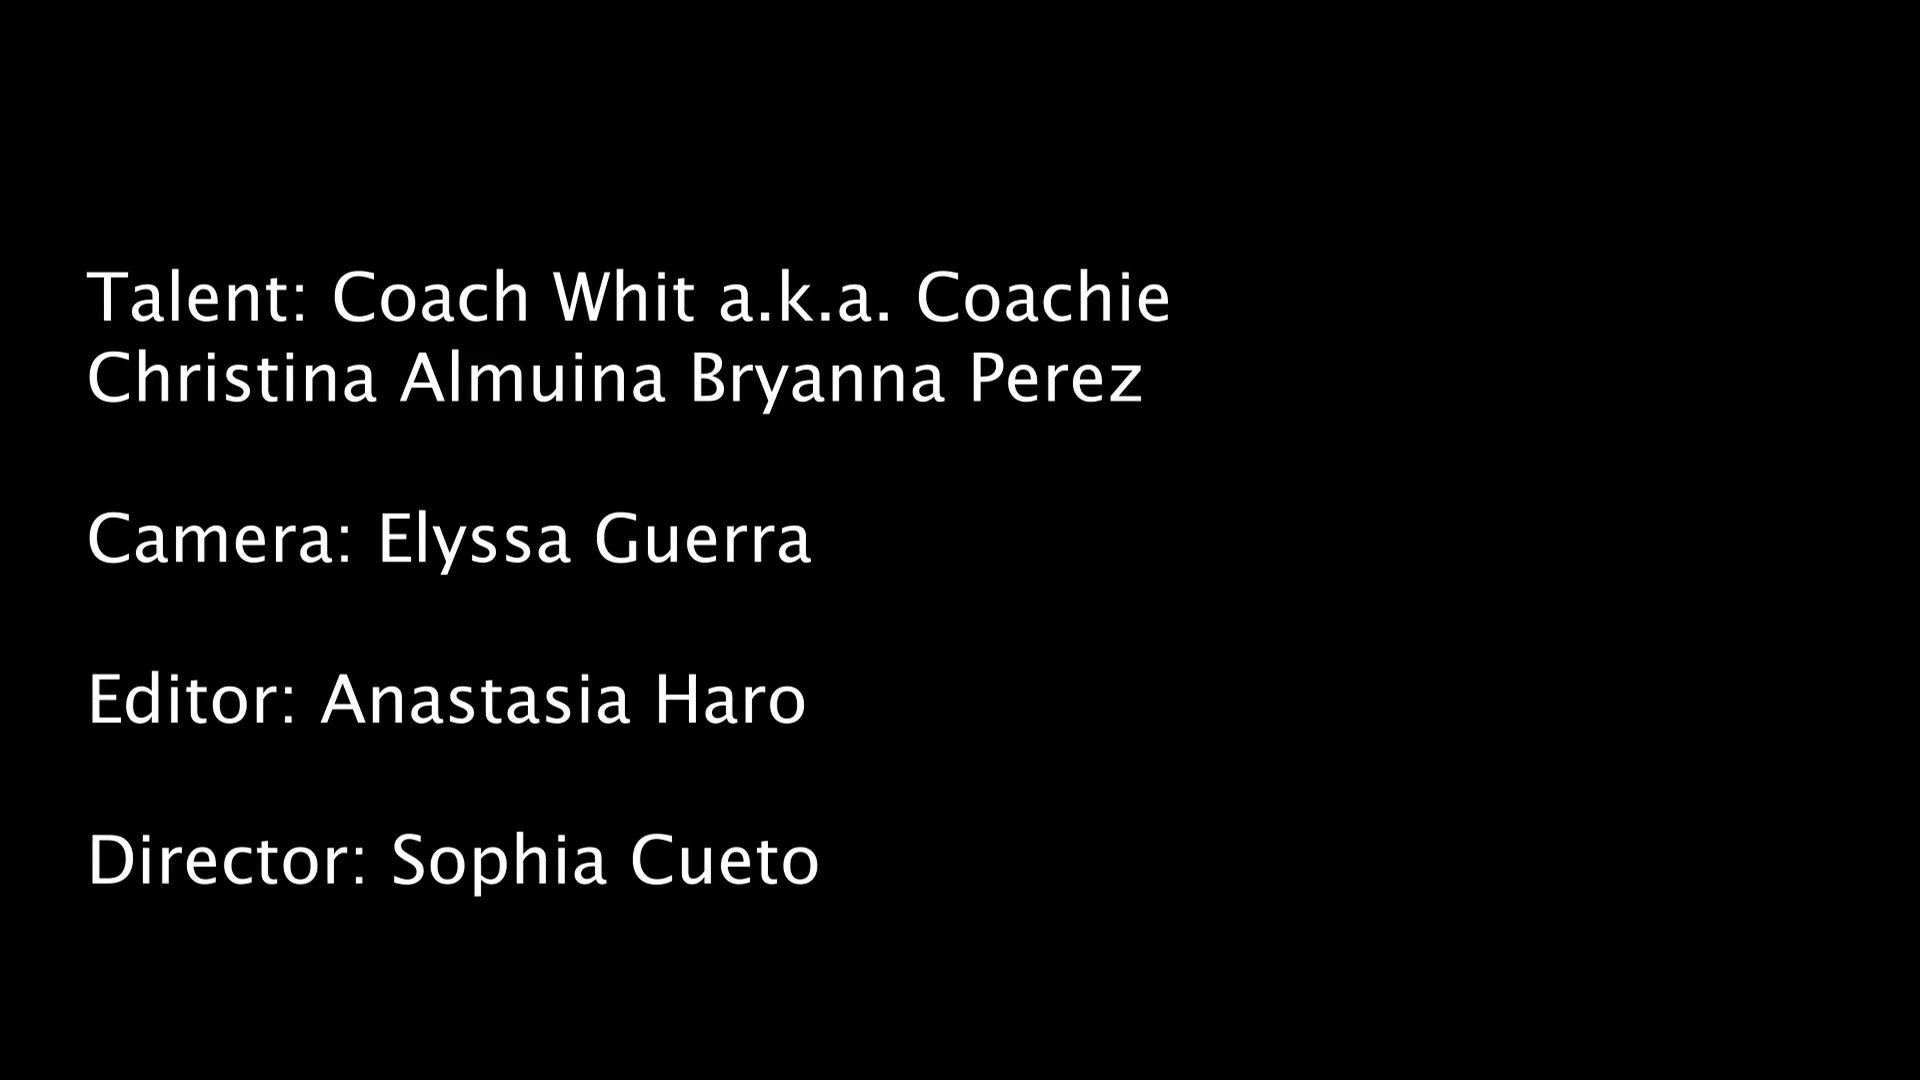 Talent: Coach Whit a.k.a. Coachie
Christina Almuina Bryanna Perez
Camera: Elyssa Guerra
Editor: Anastasia Haro
Director: Sophia Cueto